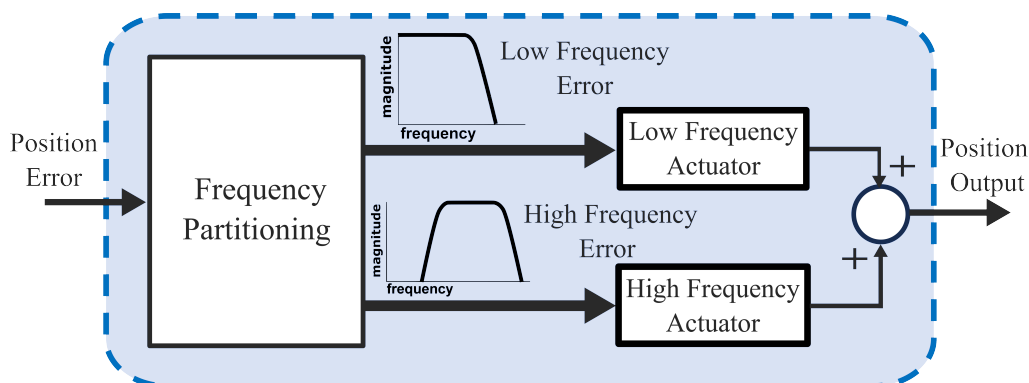 Position
Error
Frequency
Partitioning
magnitude
frequency
Low Frequency
Error
Low Frequency
Actuator
magnitude
frequency
High Frequency
Error
High Frequency
Actuator
+
+
Position
Output